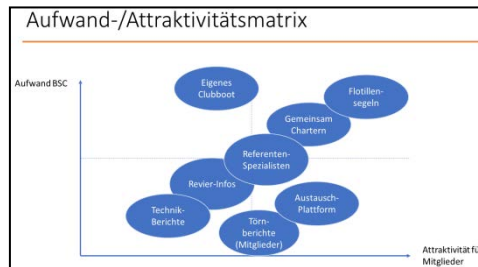 Aufwand-/Attraktivitätsmatrix
Aufwand BSC
Eigenes
Clubboot
Flotillen-
segeln
Gemeinsam
Chartern
Referenten-
Spezialisten
Revier-Infos
Technik-
Berichte
Austausch-
Plattform
Törn-
berichte
(Mitglieder)
Attraktivität fü
Mitglieder